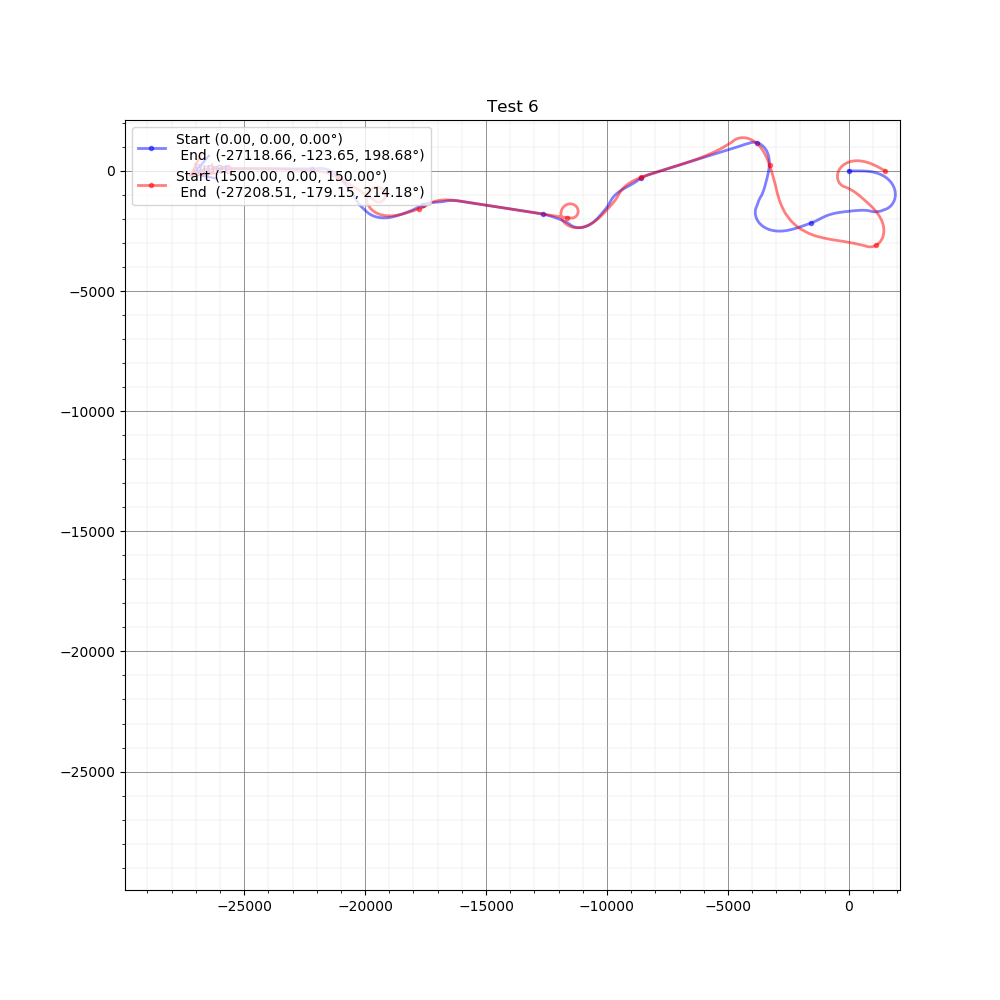 Test 6
Start (0.00, 0.00, 0.00°)
End (-27118.66, -123.65, 198.68°)
Start (1500.00, 0.00, 150.00°)
End (-27208.51, -179.15, 214.18°)
0
−5000
−10000
−15000
−20000
−25000
−25000 −20000 −15000 −10000 −5000 0